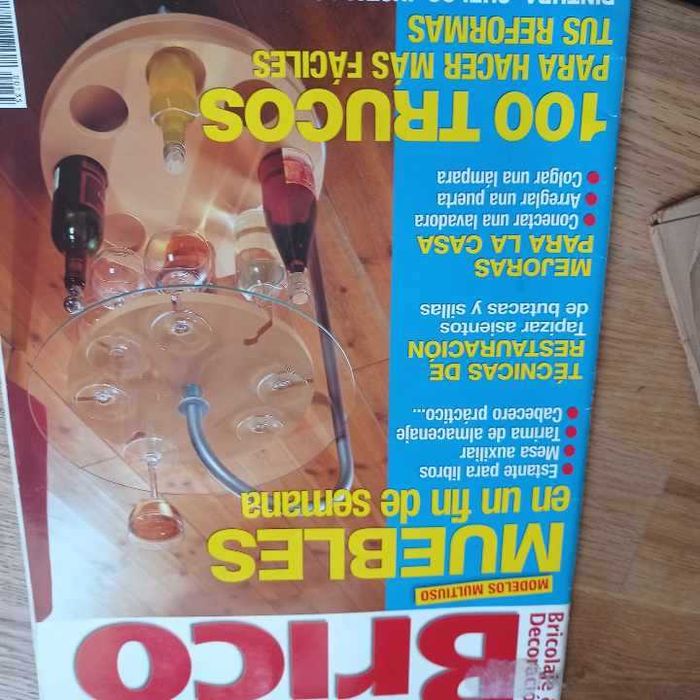 Bricolaje
Decoració
Brico
MODELOS MULTIUSO
MUEBLES
en un fin de semana
● Estante para libros
● Mesa auxiliar
● Tarima de almacenaje
● Cabecero práctico...
TÉCNICAS DE
RESTAURACIÓN
Tapizar asientos
de butacas y sillas
MEJORAS
PARA LA CASA
● Conectar una lavadora
● Arreglar una puerta
● Colgar una lámpara
100 TRUCOS
PARA HACER MÁS FÁCILES
TUS REFORMAS